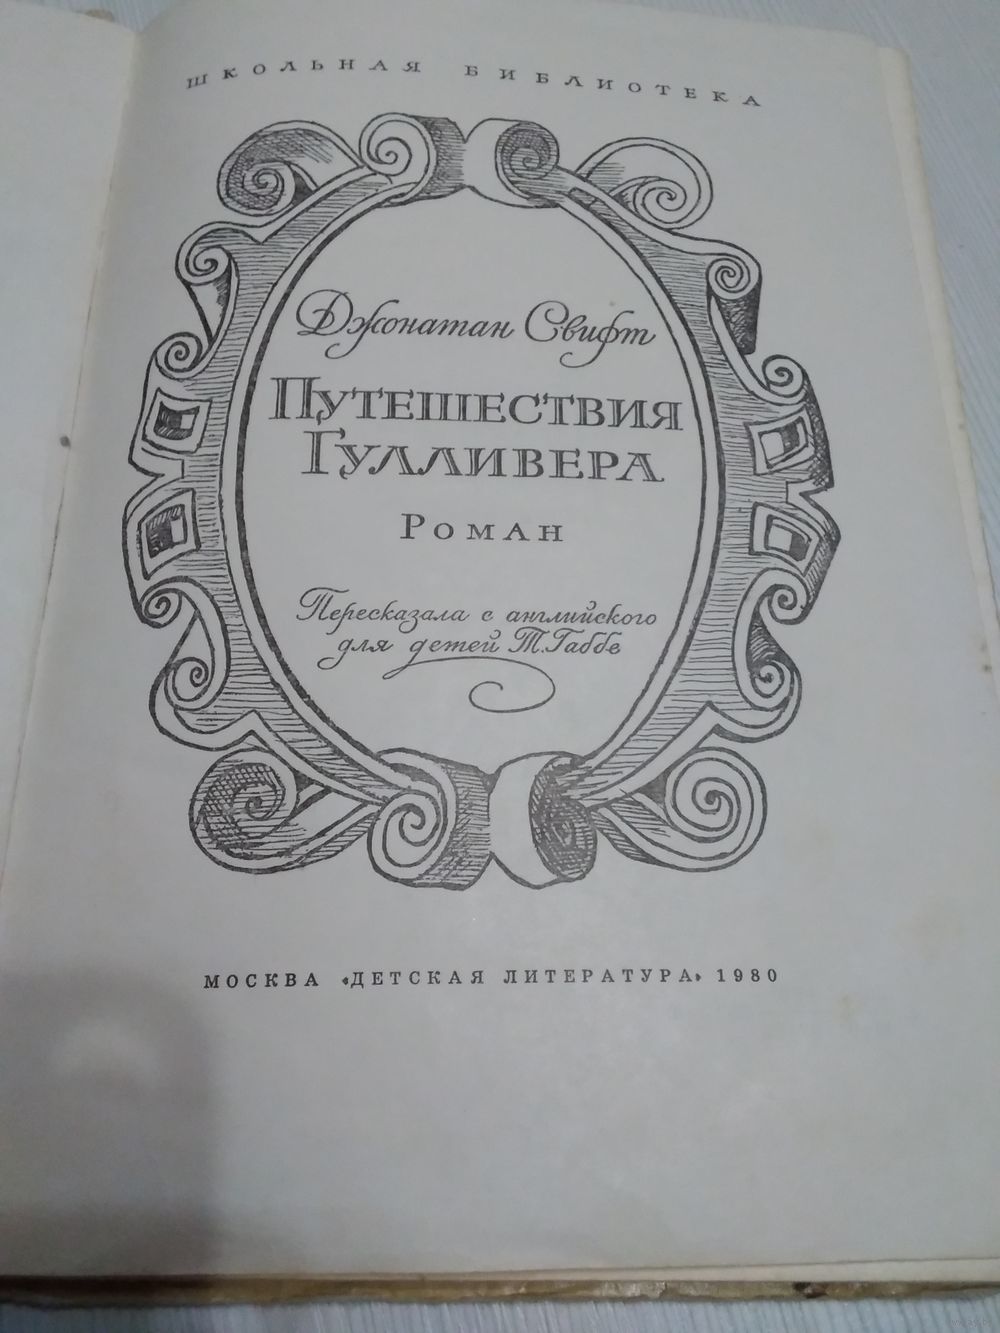 ШКОЛЬНАЯ БИБЛИОТЕКА
Джонатан Свифт
ПУТЕШЕСТВИЯ
ГУЛЛИВЕРА
РОМАН
Пересказала с английского
для детей Т. Габбе
МОСКВА «ДЕТСКАЯ ЛИТЕРАТУРА» 1980